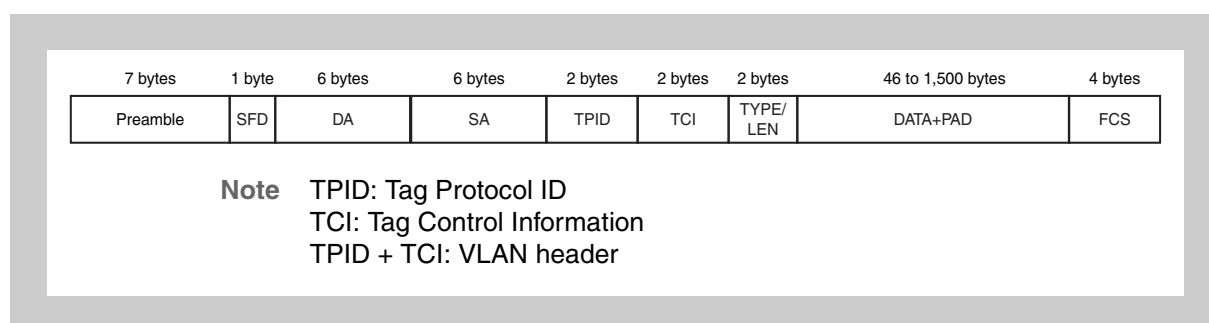 7 bytes 1 byte 6 bytes 6 bytes 2 bytes 2 bytes 2 bytes 46 to 1,500 bytes 4 bytes
Preamble SFD DA SA TPID TCI TYPE/ LEN DATA+PAD FCS
Note TPID: Tag Protocol ID
TCI: Tag Control Information
TPID + TCI: VLAN header